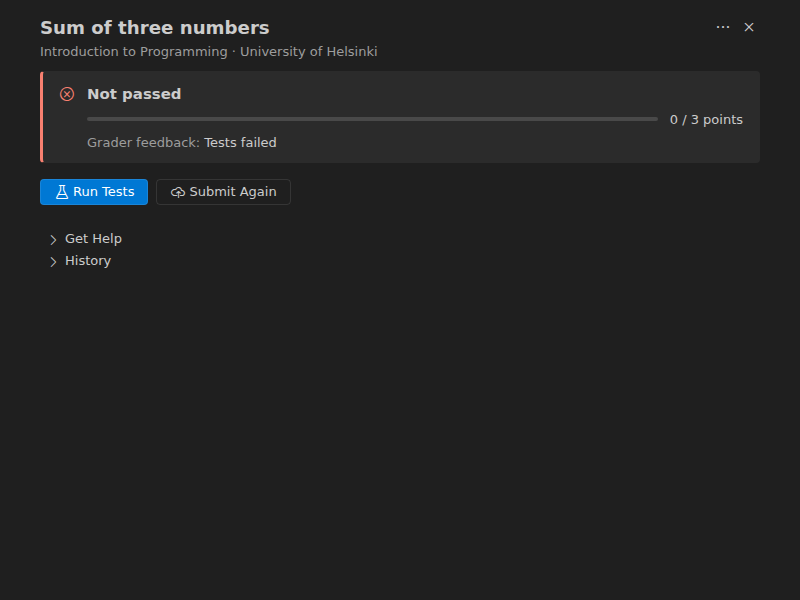 Sum of three numbers
Introduction to Programming · University of Helsinki
Not passed
0 / 3 points
Grader feedback: Tests failed
Run Tests
Submit Again
Get Help
History